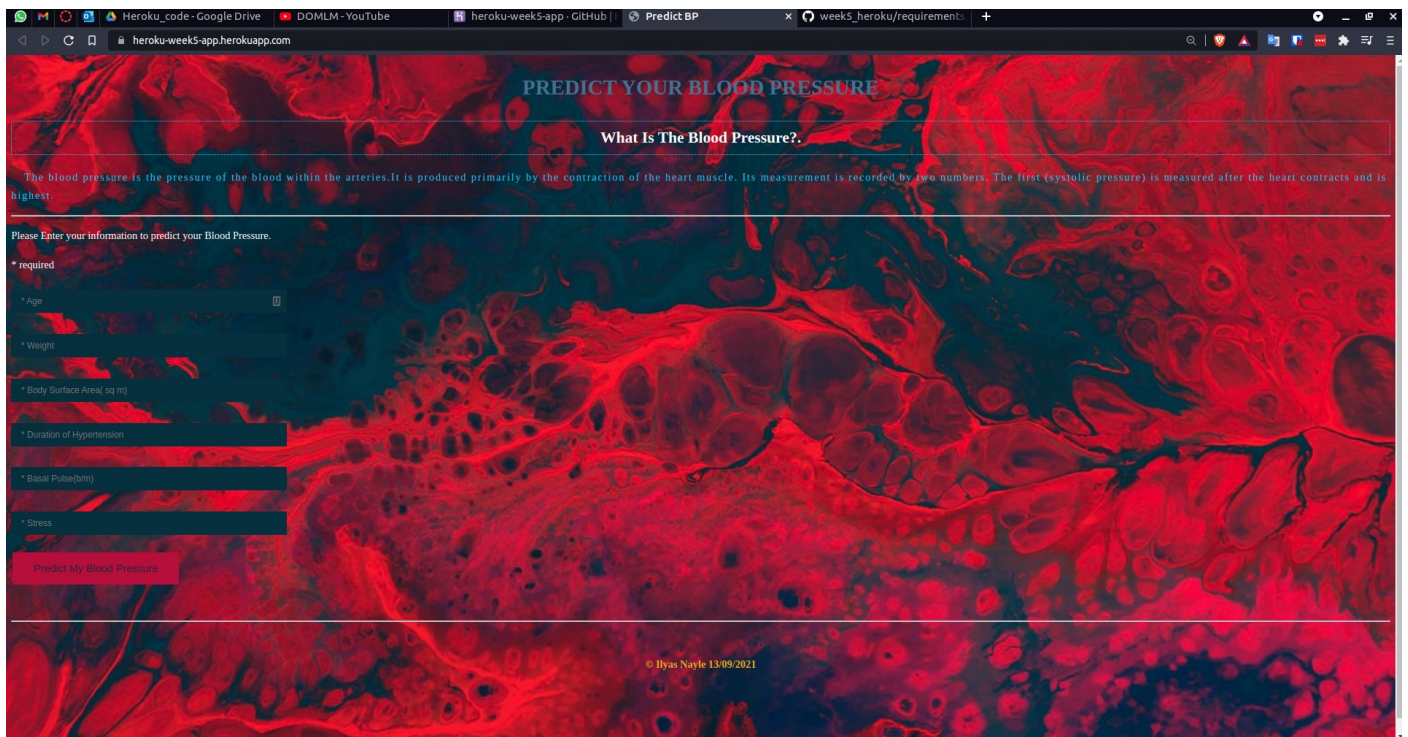 Heroku_code - Google Drive
DOMLM - YouTube
heroku-week5-app · GitHub |
Predict BP
week5_heroku/requirements
heroku-week5-app.herokuapp.com
PREDICT YOUR BLOOD PRESSURE
What Is The Blood Pressure?.
The blood pressure is the pressure of the blood within the arteries.It is produced primarily by the contraction of the heart muscle. Its measurement is recorded by two numbers. The first (systolic pressure) is measured after the heart contracts and is
highest.
Please Enter your information to predict your Blood Pressure.
* required
* Age
* Weight
* Body Surface Area( sq m)
* Duration of Hypertension
* Basal Pulse(b/m)
* Stress
Predict My Blood Pressure
© Ilyas Nayle 13/09/2021